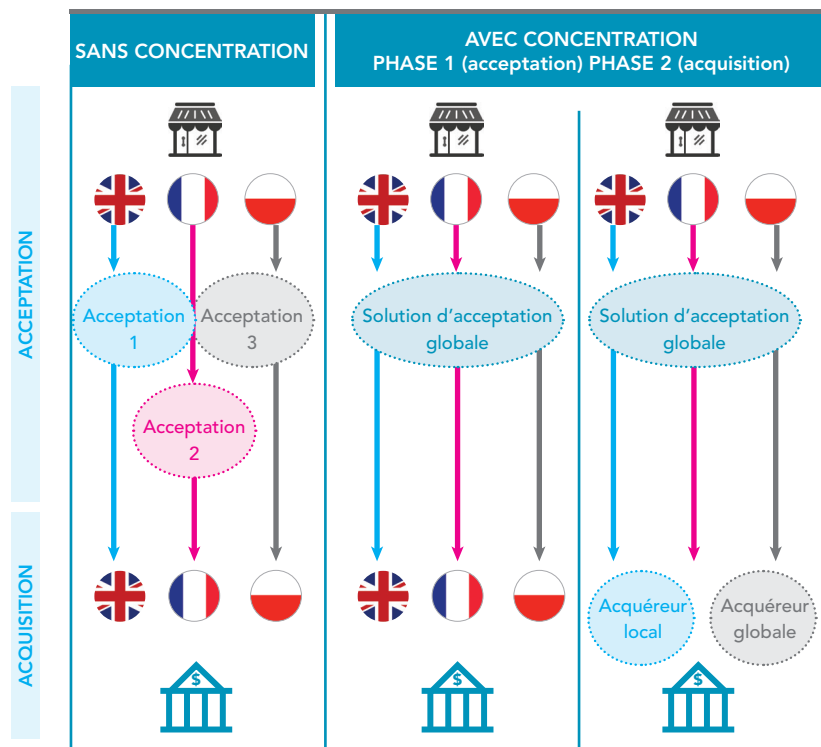 SANS CONCENTRATION
AVEC CONCENTRATION
PHASE 1 (acceptation) PHASE 2 (acquisition)
ACCEPTATION
Acceptation
1
Acceptation
3
Acceptation
2
Solution d'acceptation
globale
Solution d'acceptation
globale
ACQUISITION
Acquéreur
local
Acquéreur
globale
$
$
$